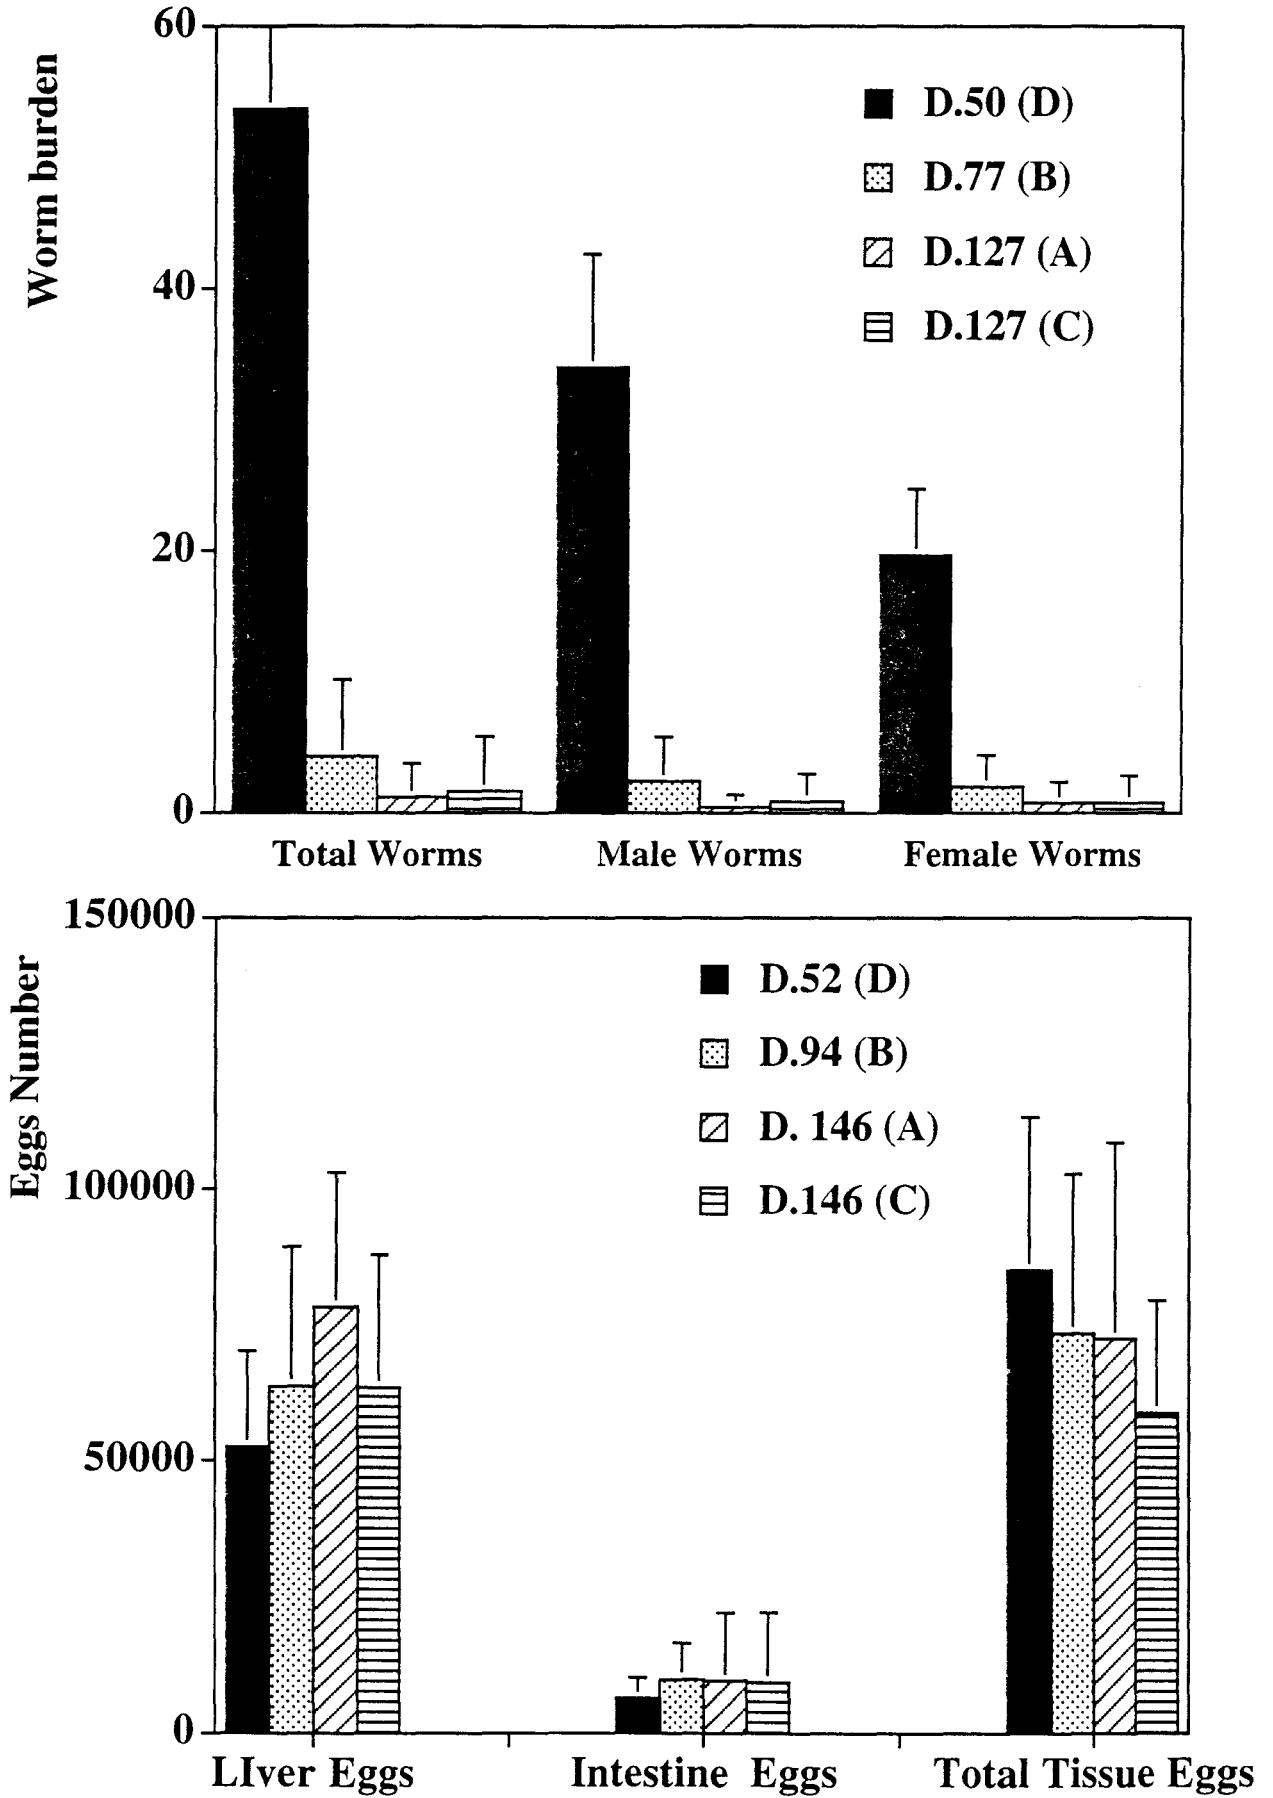 Worm burden
60
40
20
0
D.50 (D)
D.77 (B)
D.127 (A)
D.127 (C)
Total Worms Male Worms Female Worms
Eggs Number
150000
100000
50000
0
D.52 (D)
D.94 (B)
D. 146 (A)
D.146 (C)
LIver Eggs Intestine Eggs Total Tissue Eggs